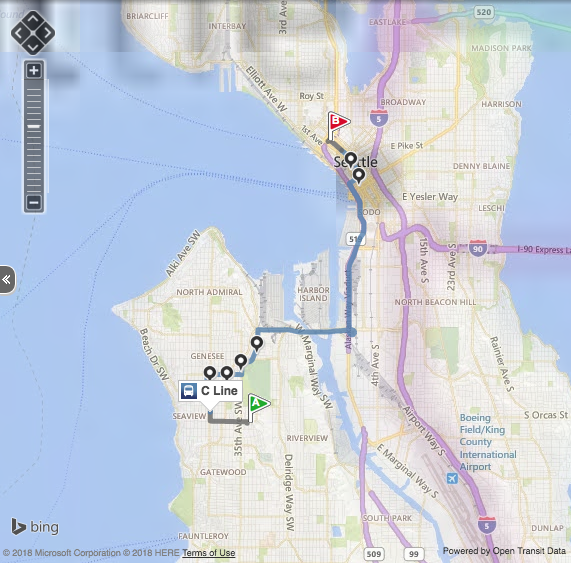 BRIARCLIFF
INTERBAY
3rd Ave
EASTLAKE
520
MADISON PARK
Elliott Ave W
Roy St
BROADWAY
HARRISON
5
B
1st Ave
E Pike St
Seattle
DENNY BLAINE
E Yesler Way
LESCHI
ODO
519
90
I-90 Express La
15th Ave S
23rd Ave S
Alki Ave SW
NORTH ADMIRAL
HARBOR
ISLAND
NORTH BEACON HILL
Beach Dr SW
Rainier Ave S
GENESEE
W Marginal Way SW
4th Ave S
C Line
A
SEAVIEW
35th Ave SW
Airport Way S
S Orcas St
Boeing
Field/King
County
International
Airport
RIVERVIEW
E Marginal Way S
GATEWOOD
Delridge Way SW
SOUTH PARK
5
bing
FAUNTLEROY
DUNLAP
509
99
© 2018 Microsoft Corporation © 2018 HERE Terms of Use
Powered by Open Transit Data